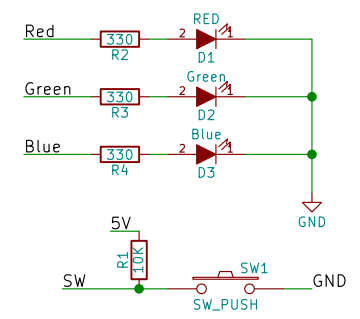 RED
Red 330 2 1
R2 D1
Green
Green 330 2 1
R3 D2
Blue
Blue 330 2 1
R4 D3
GND
5V
R1 10K
SW SW1 GND
SW_PUSH